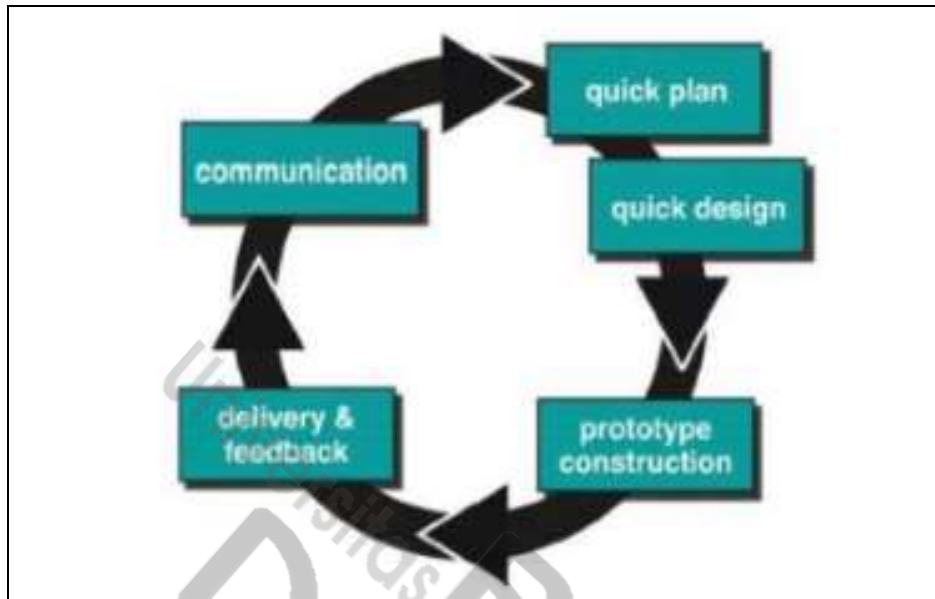 quick plan
communication
quick design
delivery &
feedback
prototype
construction